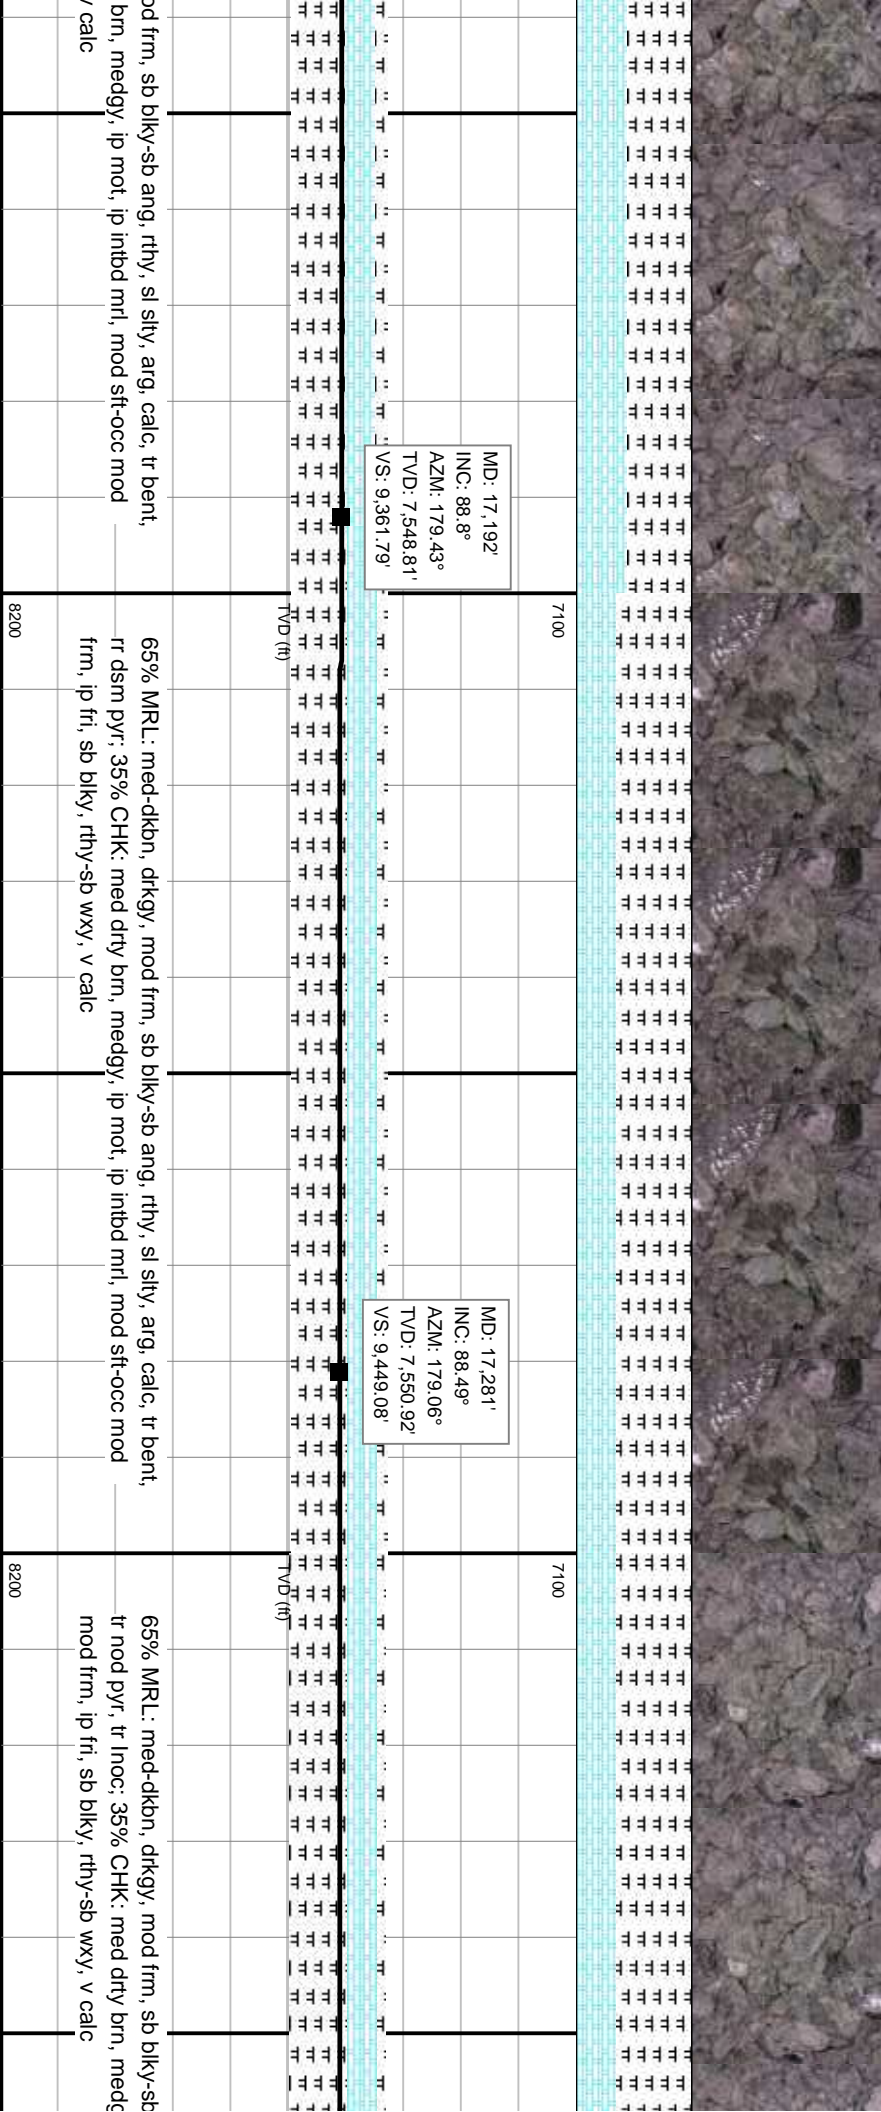 od frm, sb blky-sb ang, rthy, sl slty, arg, calc, tr bent,
brn, medgy, ip mot, ip intbd mrl, mod sft-occ mod
v calc
MD: 17,192'
INC: 88.8°
AZM: 179.43°
TVD: 7,548.81'
VS: 9,361.79'
7100
TVD (ft)
8200
65% MRL: med-dkbn, drkgy, mod frm, sb blky-sb ang, rthy, sl slty, arg, calc, tr bent,
rr dsm pyr; 35% CHK: med drty brn, medgy, ip mot, ip intbd mrl, mod sft-occ mod
frm, ip fri, sb blky, rthy-sb wxy, v calc
MD: 17,281'
INC: 88.49°
AZM: 179.06°
TVD: 7,550.92'
VS: 9,449.08'
7100
TVD (ft)
8200
65% MRL: med-dkbn, drkgy, mod frm, sb blky-sb
tr nod pyr, tr Inoc; 35% CHK: med drty brn, medg
mod frm, ip fri, sb blky, rthy-sb wxy, v calc